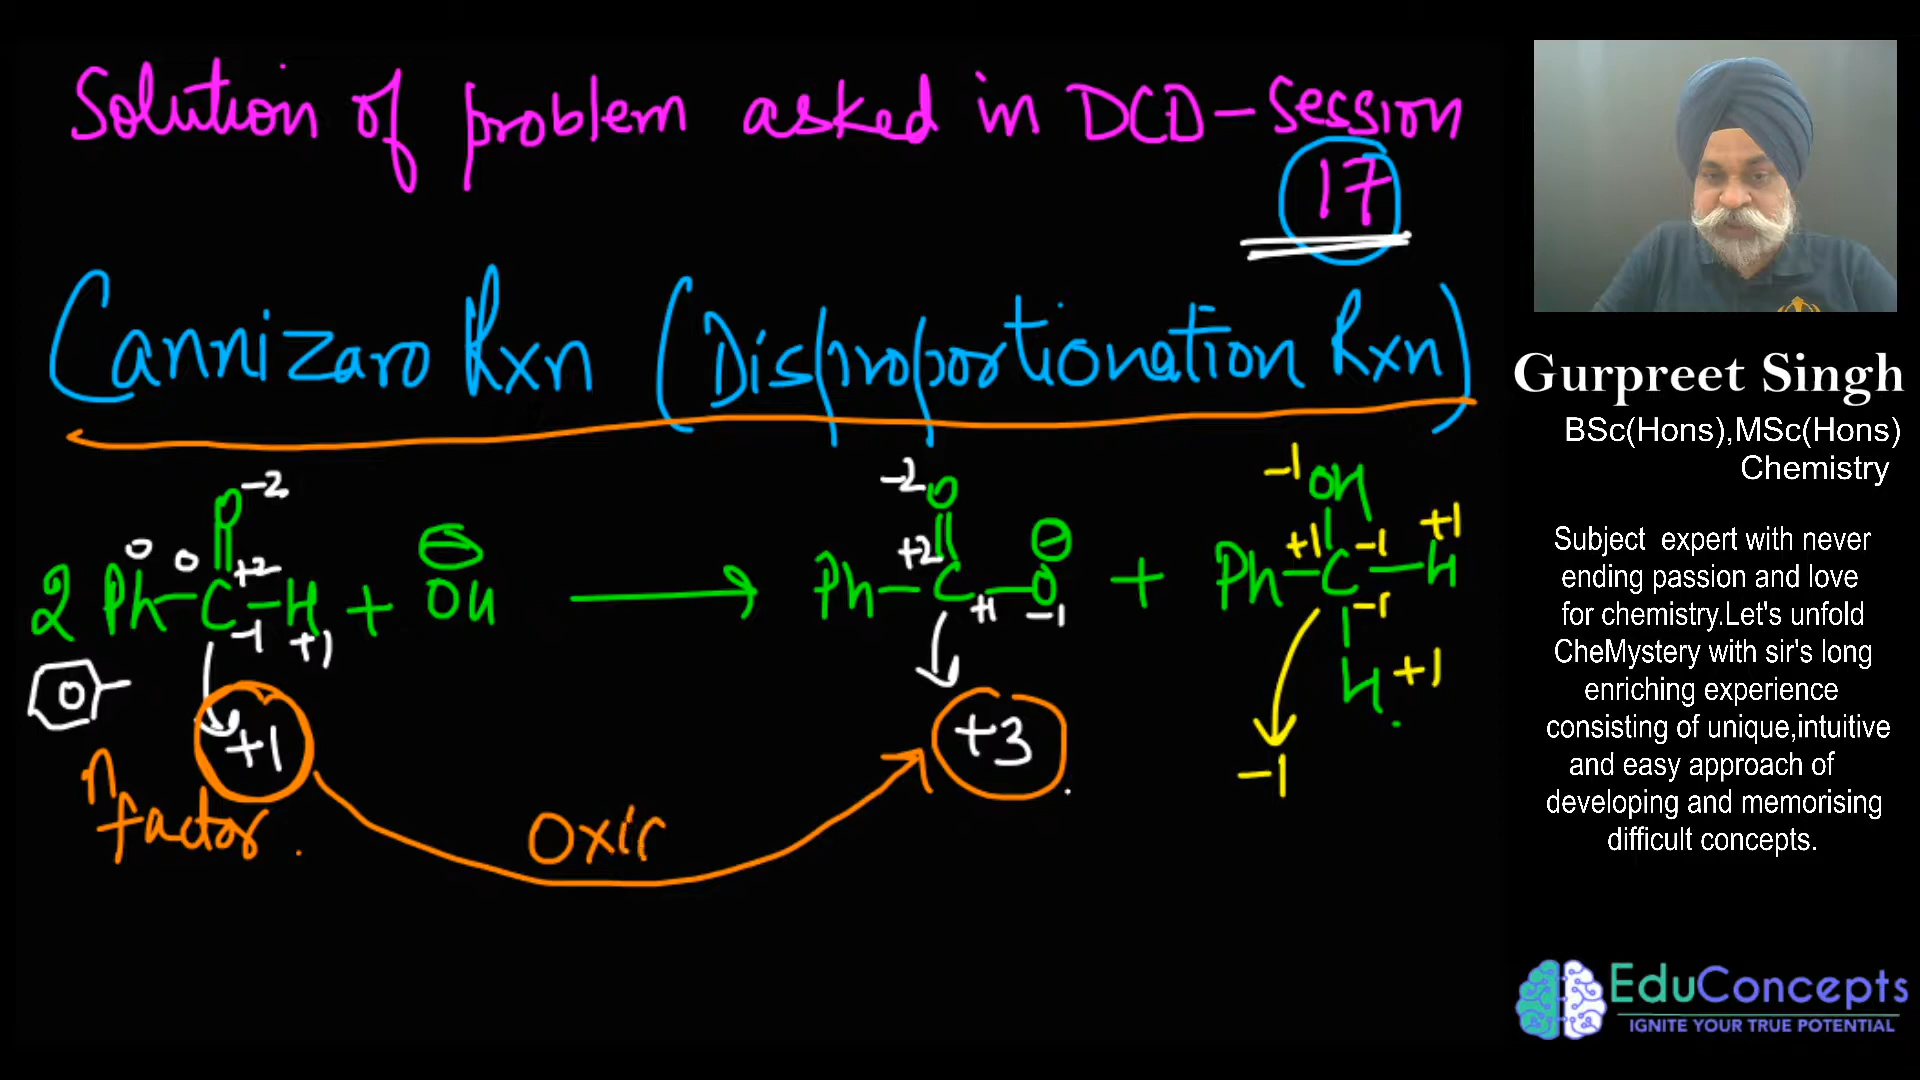 Solution of problem asked in DCD-Session
17
Cannizaro Rxn (Disproportionation Rxn)
-2 -2 -1 OH
O O ⊖ +1
0 0 +2 ⊖ +2 +1 -1
2 Ph-C-H + OH → Ph-C-O + Ph-C-H
-1 +1 +1 -1 -1
H +1
+1 +3 -1
n
factor. Oxi
Gurpreet Singh
BSc(Hons),MSc(Hons)
Chemistry
Subject expert with never
ending passion and love
for chemistry.Let's unfold
CheMystery with sir's long
enriching experience
consisting of unique,intuitive
and easy approach of
developing and memorising
difficult concepts.
EduConcepts
IGNITE YOUR TRUE POTENTIAL